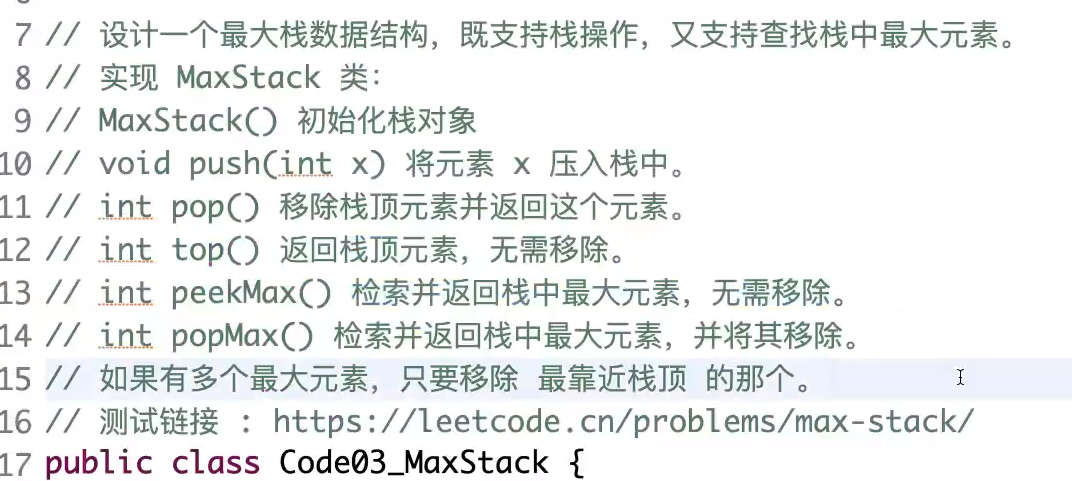 7 // 设计一个最大栈数据结构，既支持栈操作，又支持查找栈中最大元素。
8 // 实现 MaxStack 类：
9 // MaxStack() 初始化栈对象
10 // void push(int x) 将元素 x 压入栈中。
11 // int pop() 移除栈顶元素并返回这个元素。
12 // int top() 返回栈顶元素，无需移除。
13 // int peekMax() 检索并返回栈中最大元素，无需移除。
14 // int popMax() 检索并返回栈中最大元素，并将其移除。
15 // 如果有多个最大元素，只要移除 最靠近栈顶 的那个。
16 // 测试链接 : https://leetcode.cn/problems/max-stack/
17 public class Code03_MaxStack {